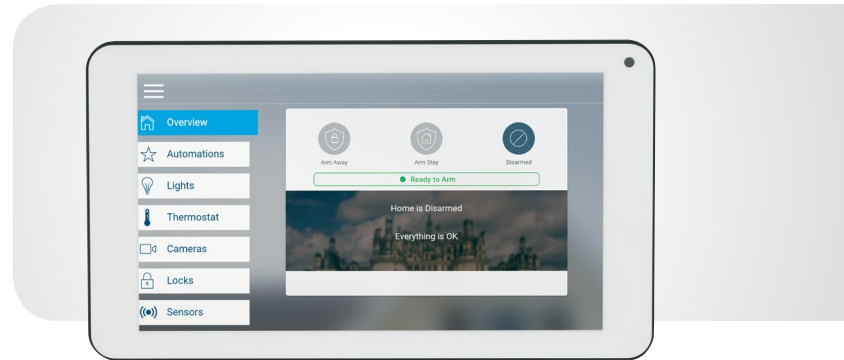 Overview
Automations
Lights
Thermostat
Cameras
Locks
Sensors
Arm Away
Arm Stay
Disarmed
Ready to Arm
Home is Disarmed
Everything is OK